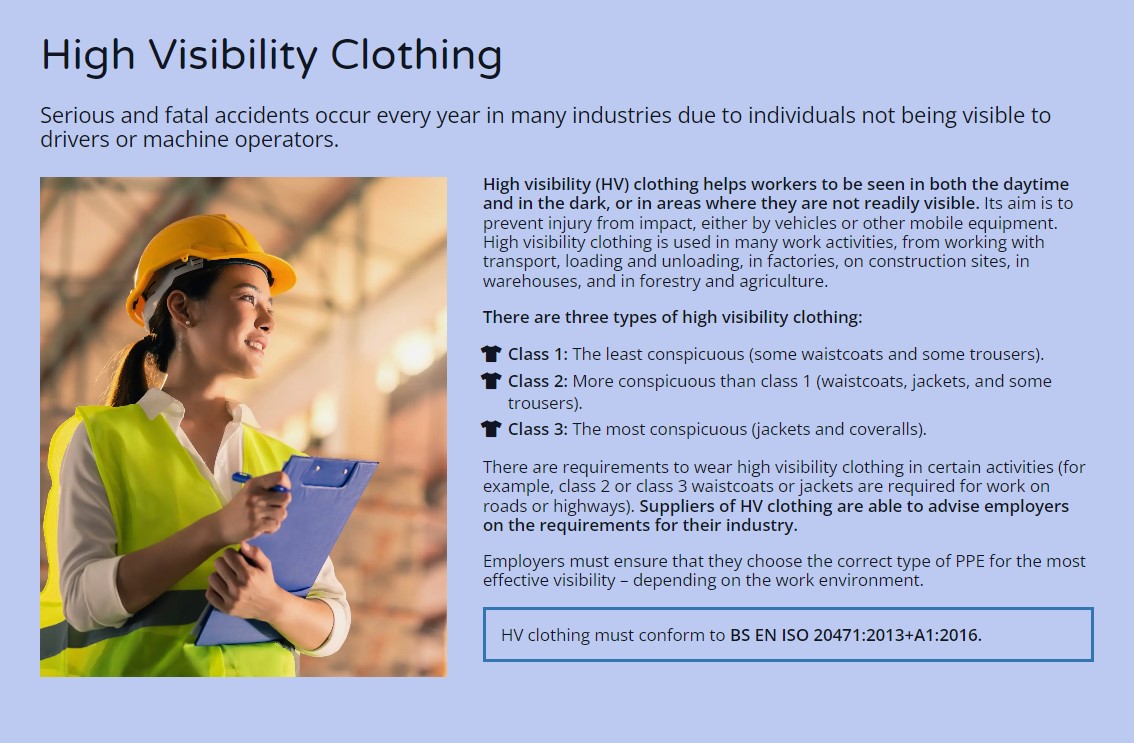 High Visibility Clothing
Serious and fatal accidents occur every year in many industries due to individuals not being visible to
drivers or machine operators.
High visibility (HV) clothing helps workers to be seen in both the daytime
and in the dark, or in areas where they are not readily visible. Its aim is to
prevent injury from impact, either by vehicles or other mobile equipment.
High visibility clothing is used in many work activities, from working with
transport, loading and unloading, in factories, on construction sites, in
warehouses, and in forestry and agriculture.
There are three types of high visibility clothing:
Class 1: The least conspicuous (some waistcoats and some trousers).
Class 2: More conspicuous than class 1 (waistcoats, jackets, and some
trousers).
Class 3: The most conspicuous (jackets and coveralls).
There are requirements to wear high visibility clothing in certain activities (for
example, class 2 or class 3 waistcoats or jackets are required for work on
roads or highways). Suppliers of HV clothing are able to advise employers
on the requirements for their industry.
Employers must ensure that they choose the correct type of PPE for the most
effective visibility – depending on the work environment.
HV clothing must conform to BS EN ISO 20471:2013+A1:2016.